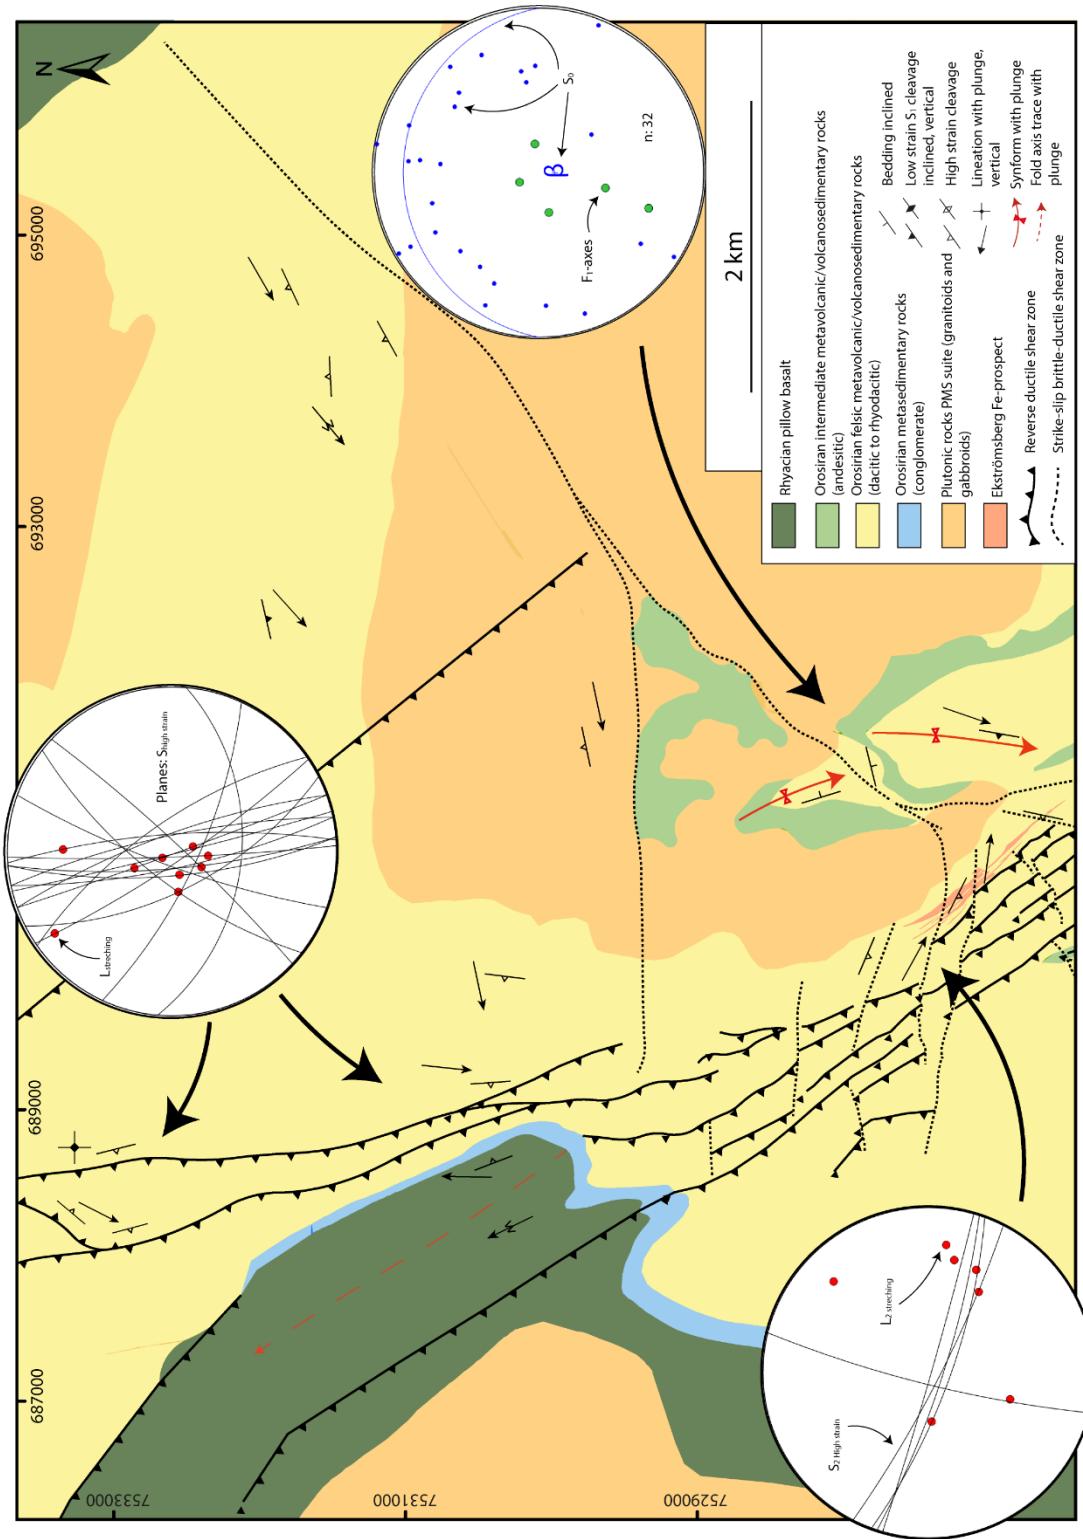 N
695000
693000
689000
687000
7533000
7531000
7529000
S₀
β
n: 32
F₁-axes
Planes: Shigh strain
Lstreching
L₂ streching
S₂ High strain
2 km
Rhyacian pillow basalt
Orosirian intermediate metavolcanic/volcanosedimentary rocks
(andesitic)
Orosirian felsic metavolcanic/volcanosedimentary rocks
(dacitic to rhyodacitic)
Orosirian metasedimentary rocks
(conglomerate)
Plutonic rocks PMS suite (granitoids and
gabbroids)
Ekströmsberg Fe-prospect
Reverse ductile shear zone
Strike-slip brittle-ductile shear zone
Bedding inclined
Low strain S₁ cleavage
inclined, vertical
High strain cleavage
Lineation with plunge,
vertical
Synform with plunge
Fold axis trace with
plunge